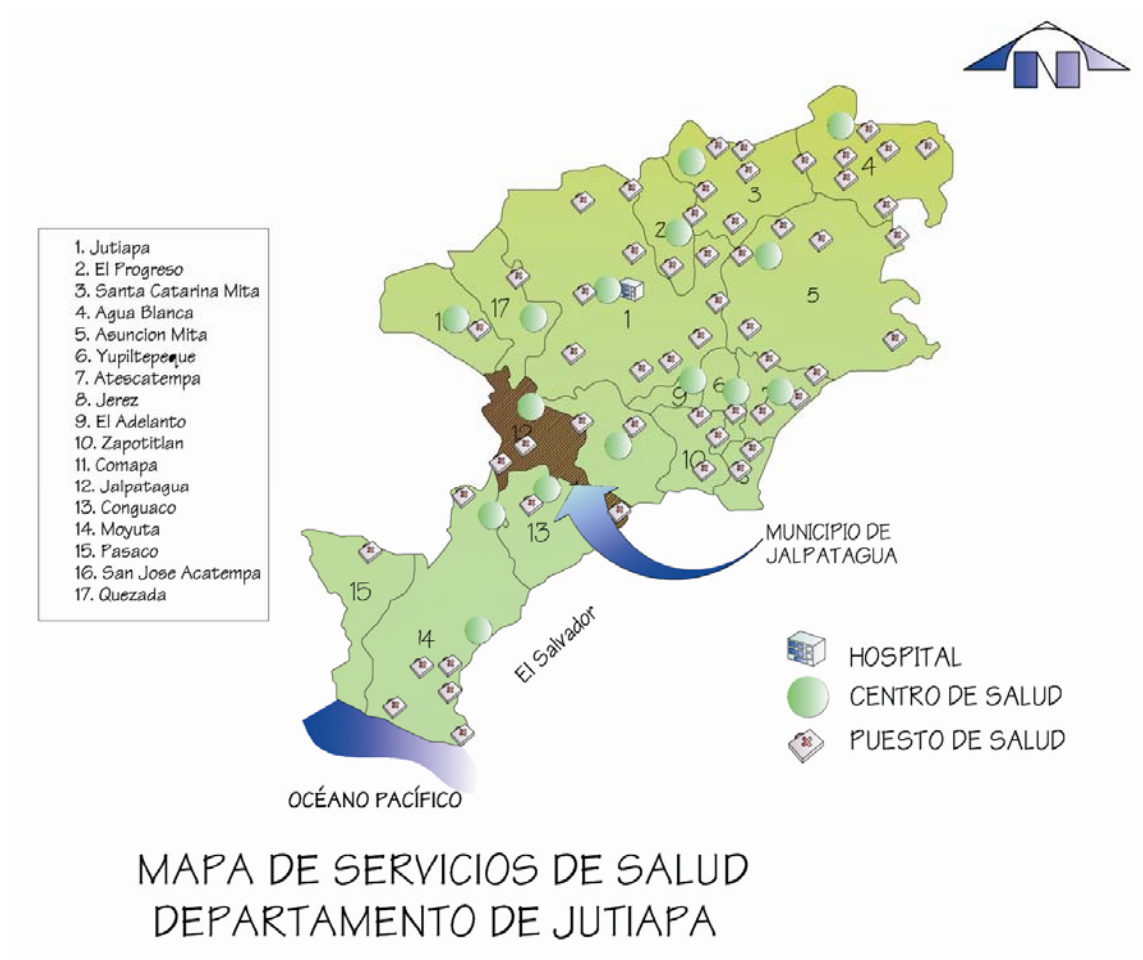 1. Jutiapa
2. El Progreso
3. Santa Catarina Mita
4. Agua Blanca
5. Asuncion Mita
6. Yupiltepeque
7. Atescatempa
8. Jerez
9. El Adelanto
10. Zapotitlan
11. Comapa
12. Jalpatagua
13. Conguaco
14. Moyuta
15. Pasaco
16. San Jose Acatempa
17. Quezada
N
4
3
2
5
17
1
1
6
9
12
10
13
15
14
MUNICIPIO DE
JALPATAGUA
El Salvador
HOSPITAL
CENTRO DE SALUD
PUESTO DE SALUD
OCÉANO PACÍFICO
MAPA DE SERVICIOS DE SALUD
DEPARTAMENTO DE JUTIAPA